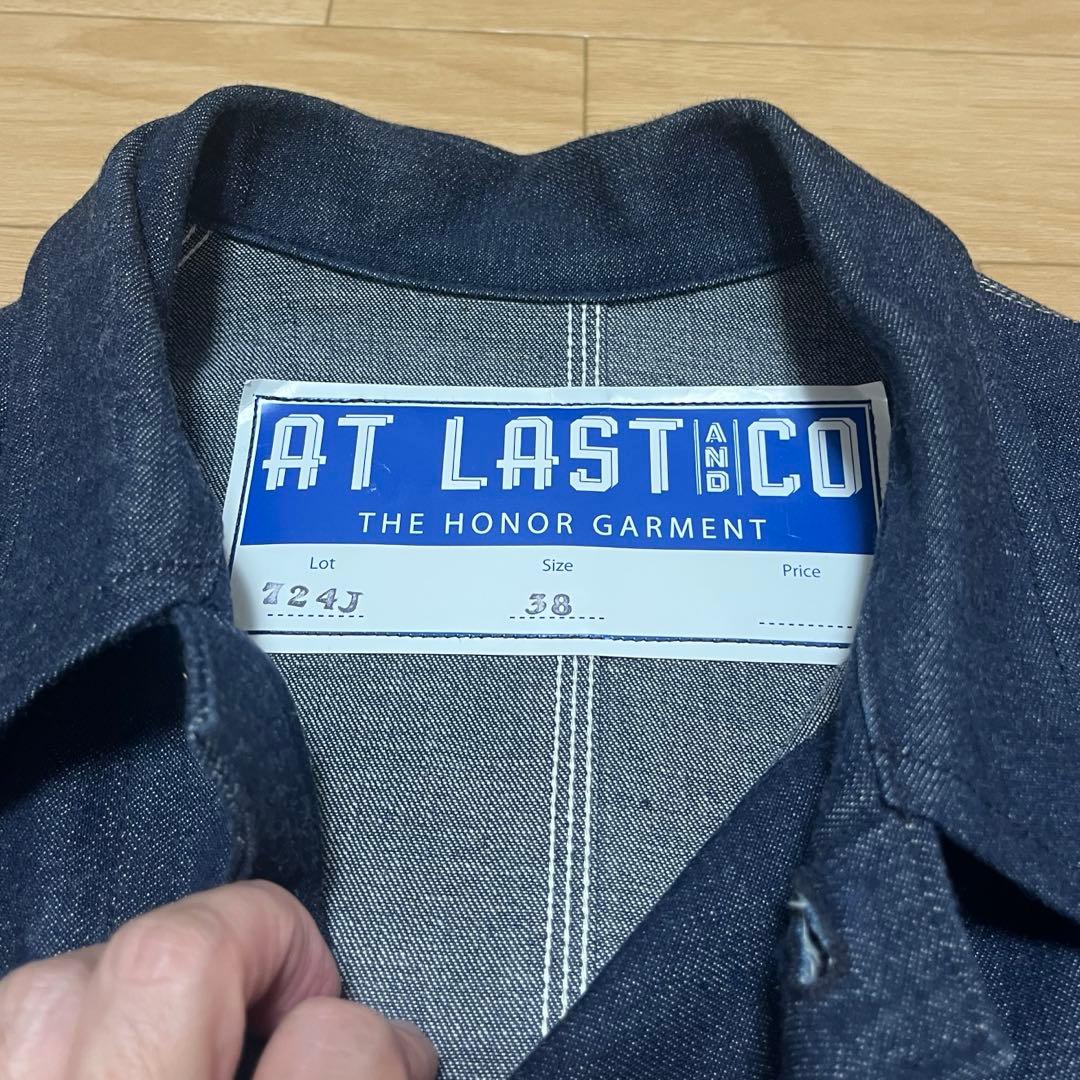 AT LAST AND CO
THE HONOR GARMENT
Lot Size Price
724J 38